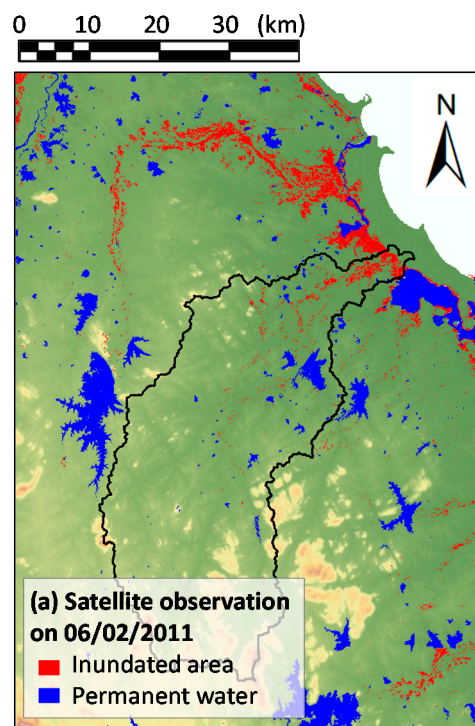 0 10 20 30 (km)
N
(a) Satellite observation
on 06/02/2011
Inundated area
Permanent water